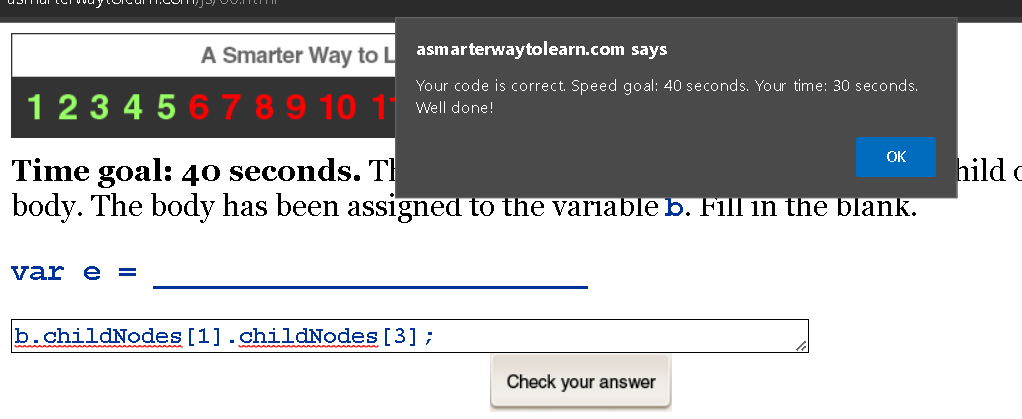 asmarterwaytolearn.com/js/60.html
asmarterwaytolearn.com says
Your code is correct. Speed goal: 40 seconds. Your time: 30 seconds.
Well done!
OK
A Smarter Way to L
1 2 3 4 5 6 7 8 9 10 11
Time goal: 40 seconds. Th
hild o
body. The body has been assigned to the variable b. Fill in the blank.
var e =
b.childNodes[1].childNodes[3];
Check your answer